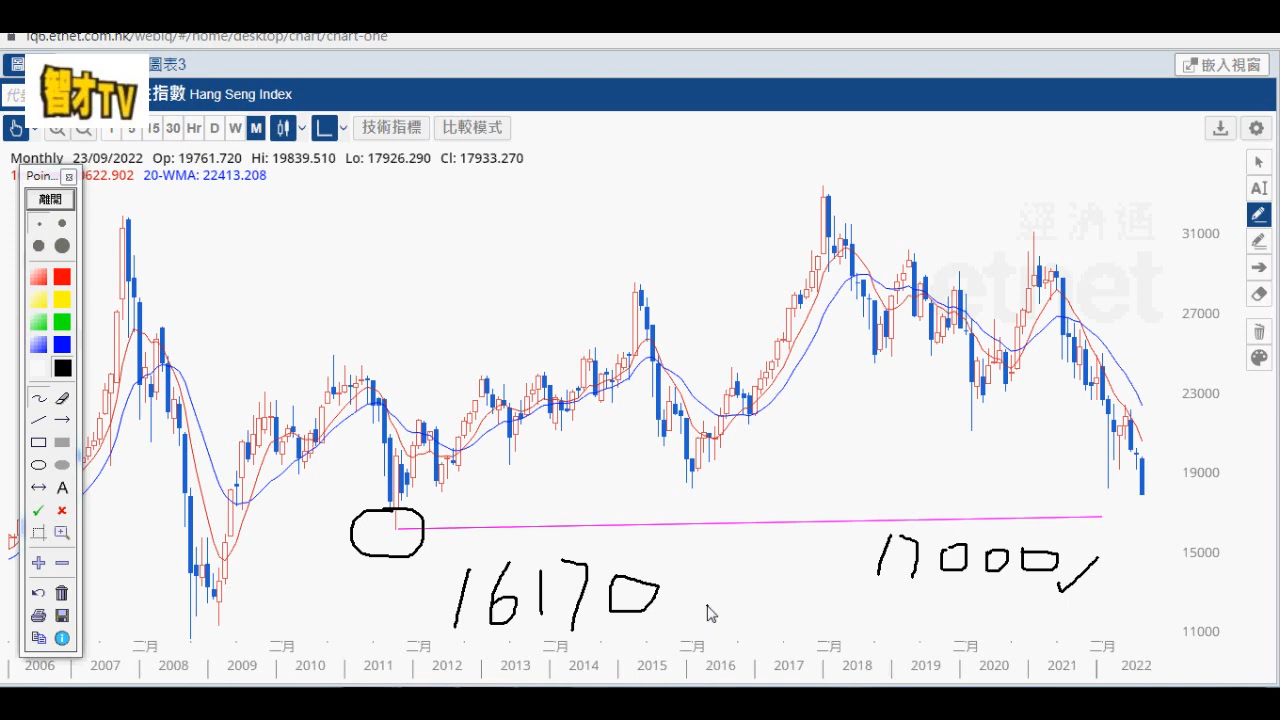 iq6.etnet.com.hk/webiq/#/home/desktop/chart/chart-one
圖表3
嵌入視窗
智才TV
指數 Hang Seng Index
15 30 Hr D W M 技術指標 比較模式
Monthly 23/09/2022 Op: 19761.720 Hi: 19839.510 Lo: 17926.290 Cl: 17933.270
622.902 20-WMA: 22413.208
Poin...
離開
經濟通
etnet
A
31000
27000
23000
19000
15000
11000
16170
17000
二月 二月 二月 二月 二月 二月 二月 二月
2006 2007 2008 2009 2010 2011 2012 2013 2014 2015 2016 2017 2018 2019 2020 2021 2022